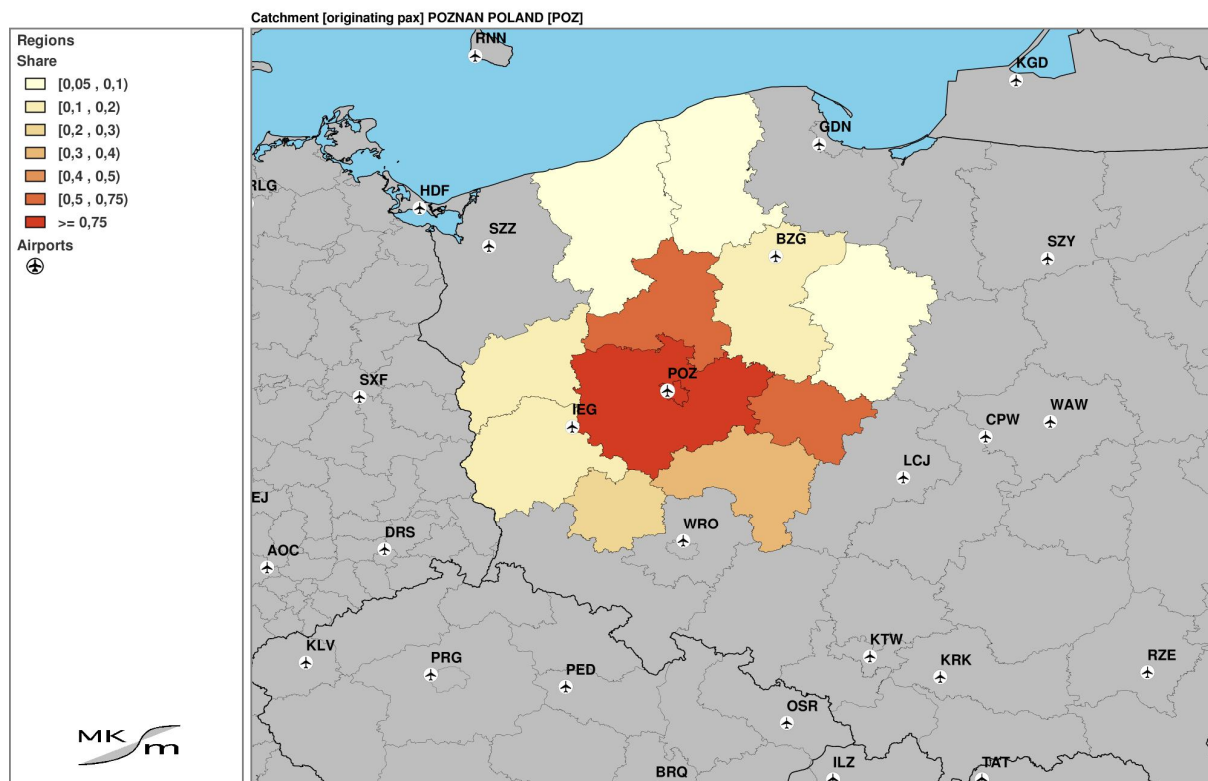 Catchment [originating pax] POZNAN POLAND [POZ]
Regions
Share
[0,05 , 0,1)
[0,1 , 0,2)
[0,2 , 0,3)
[0,3 , 0,4)
[0,4 , 0,5)
[0,5 , 0,75)
>= 0,75
Airports
MK m
RNN
KGD
GDN
RLG
HDF
SZZ
BZG
SZY
POZ
SXF
IEG
WAW
CPW
LCJ
EJ
WRO
DRS
AOC
KTW
KLV
PRG
PED
KRK
RZE
OSR
BRQ
ILZ
TAT